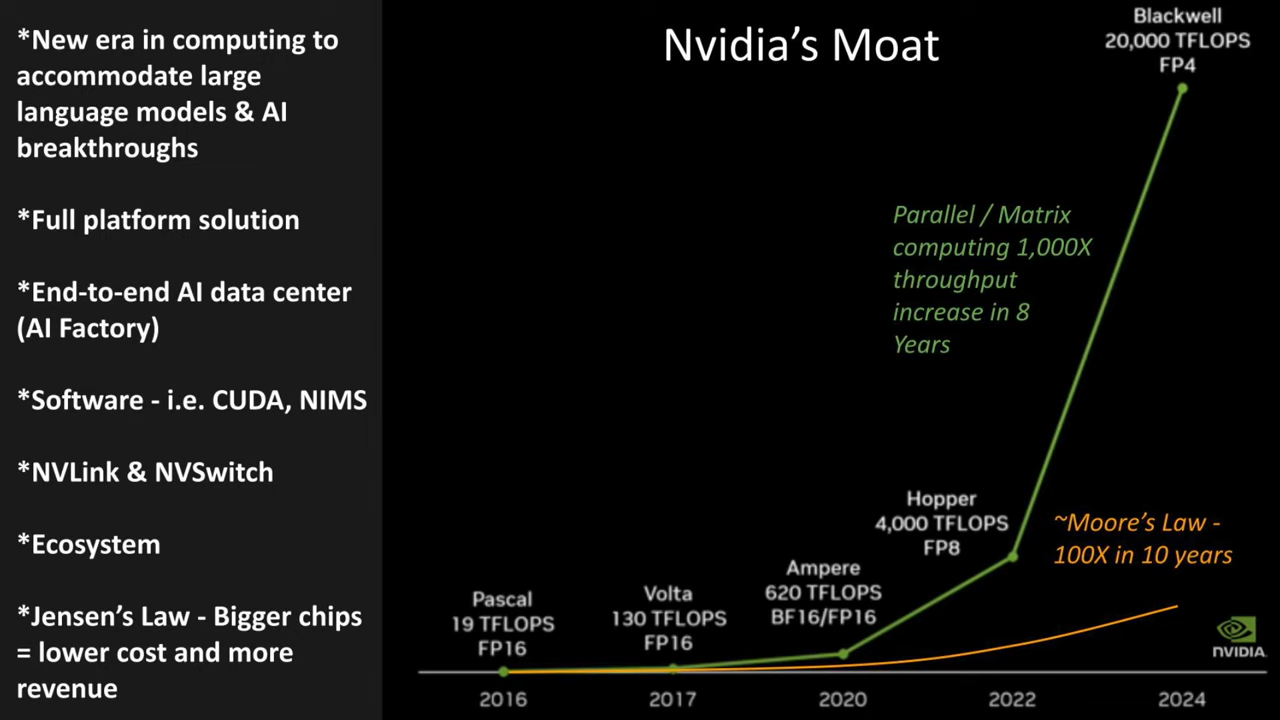 *New era in computing to
accommodate large
language models & AI
breakthroughs
*Full platform solution
*End-to-end AI data center
(AI Factory)
*Software - i.e. CUDA, NIMS
*NVLink & NVSwitch
*Ecosystem
*Jensen's Law - Bigger chips
= lower cost and more
revenue
Nvidia's Moat
Blackwell
20,000 TFLOPS
FP4
Parallel / Matrix
computing 1,000X
throughput
increase in 8
Years
Hopper
4,000 TFLOPS
FP8
~Moore's Law -
100X in 10 years
Ampere
620 TFLOPS
BF16/FP16
Volta
130 TFLOPS
FP16
Pascal
19 TFLOPS
FP16
NVIDIA.
2016
2017
2020
2022
2024